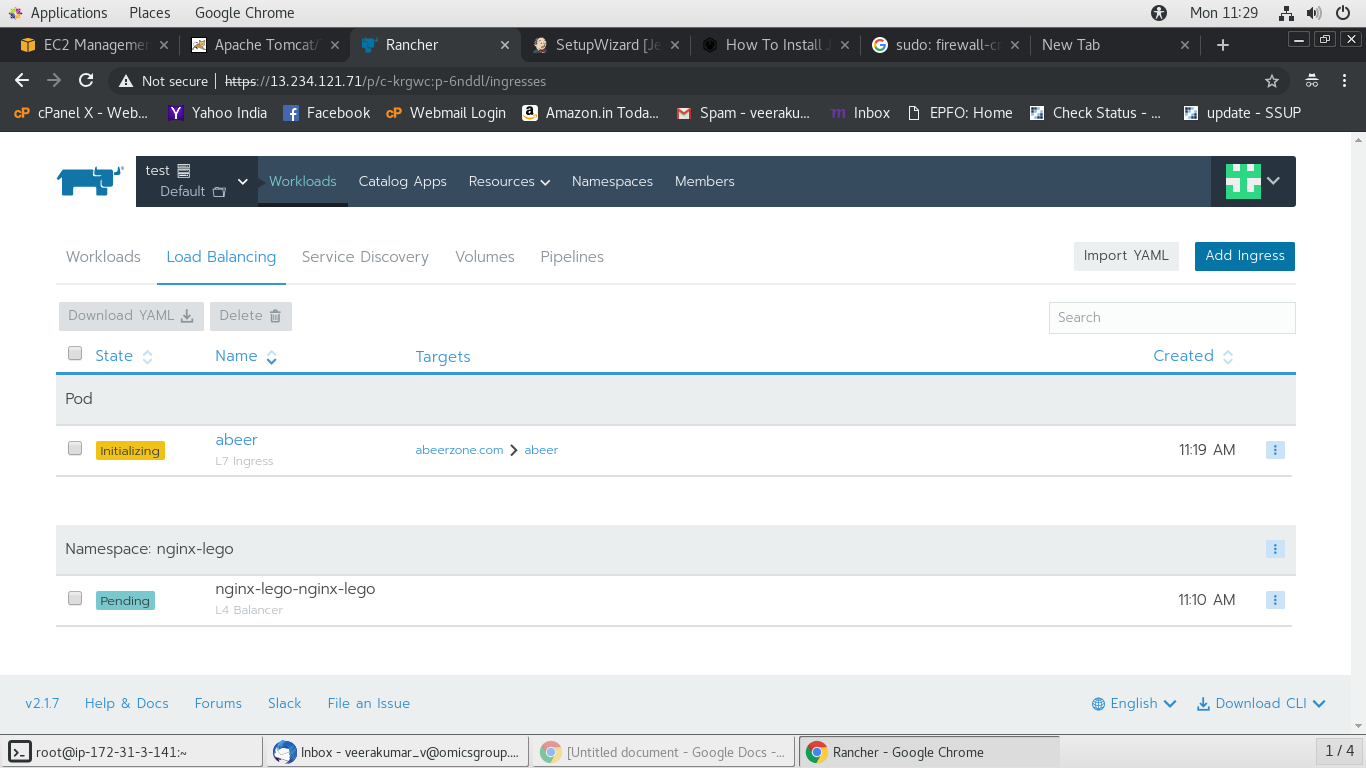 Applications Places Google Chrome Mon 11:29
EC2 Managemen Apache Tomcat/ Rancher SetupWizard [Je How To Install J sudo: firewall-cm New Tab
Not secure https://13.234.121.71/p/c-krgwc:p-6nddl/ingresses
cP cPanel X - Web... Yahoo India Facebook cP Webmail Login Amazon.in Toda... Spam - veeraku... Inbox EPFO: Home Check Status - ... update - SSUP
test
Default
Workloads Catalog Apps Resources Namespaces Members
Workloads Load Balancing Service Discovery Volumes Pipelines Import YAML Add Ingress
Download YAML Delete Search
State Name Targets Created
Pod
Initializing abeer abeerzone.com > abeer 11:19 AM
L7 Ingress
Namespace: nginx-lego
Pending nginx-lego-nginx-lego 11:10 AM
L4 Balancer
v2.1.7 Help & Docs Forums Slack File an Issue English Download CLI
root@ip-172-31-3-141:~ Inbox - veerakumar_v@omicsgroup.... [Untitled document - Google Docs -... Rancher - Google Chrome 1 / 4